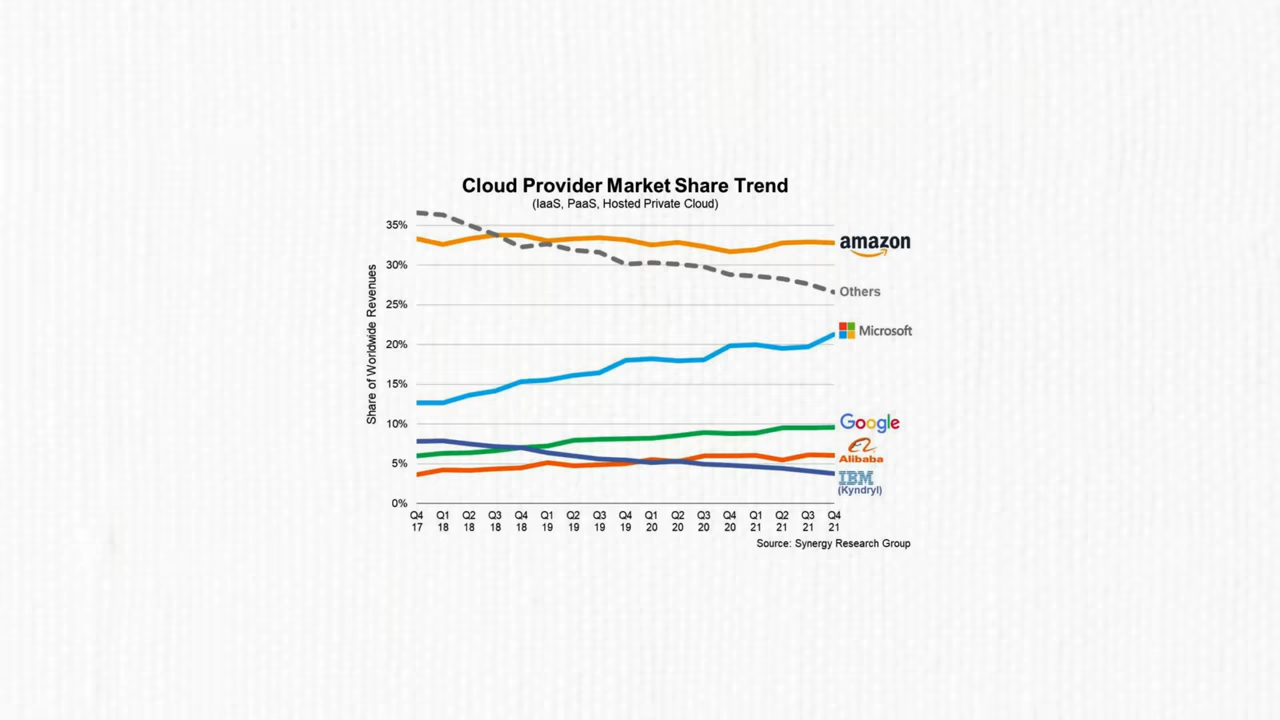 Cloud Provider Market Share Trend
(IaaS, PaaS, Hosted Private Cloud)
Share of Worldwide Revenues
35%
30%
25%
20%
15%
10%
5%
0%
amazon
Others
Microsoft
Google
Alibaba
IBM
(Kyndryl)
Q4 Q1 Q2 Q3 Q4 Q1 Q2 Q3 Q4 Q1 Q2 Q3 Q4 Q1 Q2 Q3 Q4
17 18 18 18 18 19 19 19 19 20 20 20 20 21 21 21 21
Source: Synergy Research Group